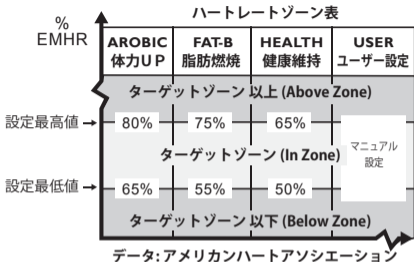 ハートレートゾーン表
%
EMHR
AROBIC FAT-B HEALTH USER
体力UP 脂肪燃焼 健康維持 ユーザー設定
ターゲットゾーン 以上 (Above Zone)
設定最高値 80% 75% 65%
マニュアル
設定
ターゲットゾーン (In Zone)
設定最低値 65% 55% 50%
ターゲットゾーン 以下 (Below Zone)
データ: アメリカンハートアソシエーション